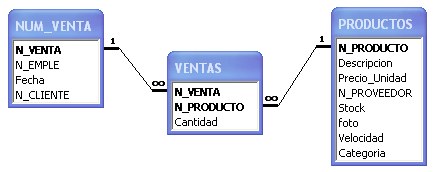 NUM_VENTA
N_VENTA
N_EMPLE
Fecha
N_CLIENTE
1
∞
VENTAS
N_VENTA
N_PRODUCTO
Cantidad
∞
1
PRODUCTOS
N_PRODUCTO
Descripcion
Precio_Unidad
N_PROVEEDOR
Stock
foto
Velocidad
Categoria